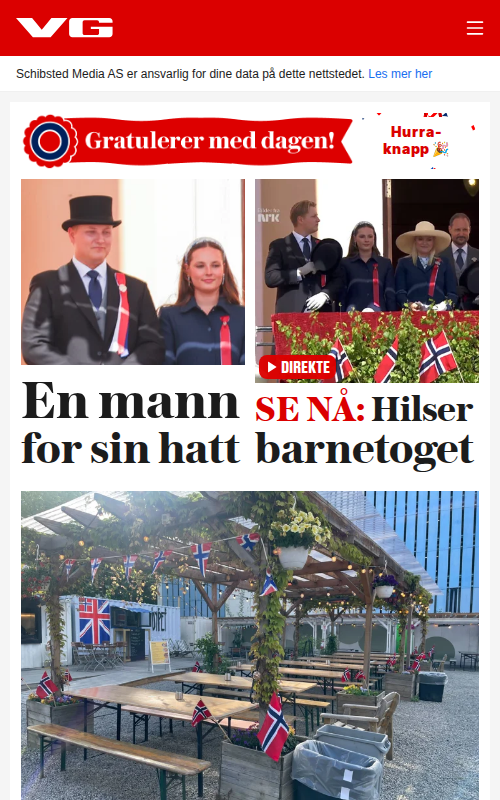 VG
Schibsted Media AS er ansvarlig for dine data på dette nettstedet. Les mer her
Gratulerer med dagen!
Hurra-
knapp 🎉
NRK
DIREKTE
En mann
for sin hatt
SE NÅ: Hilser
barnetoget